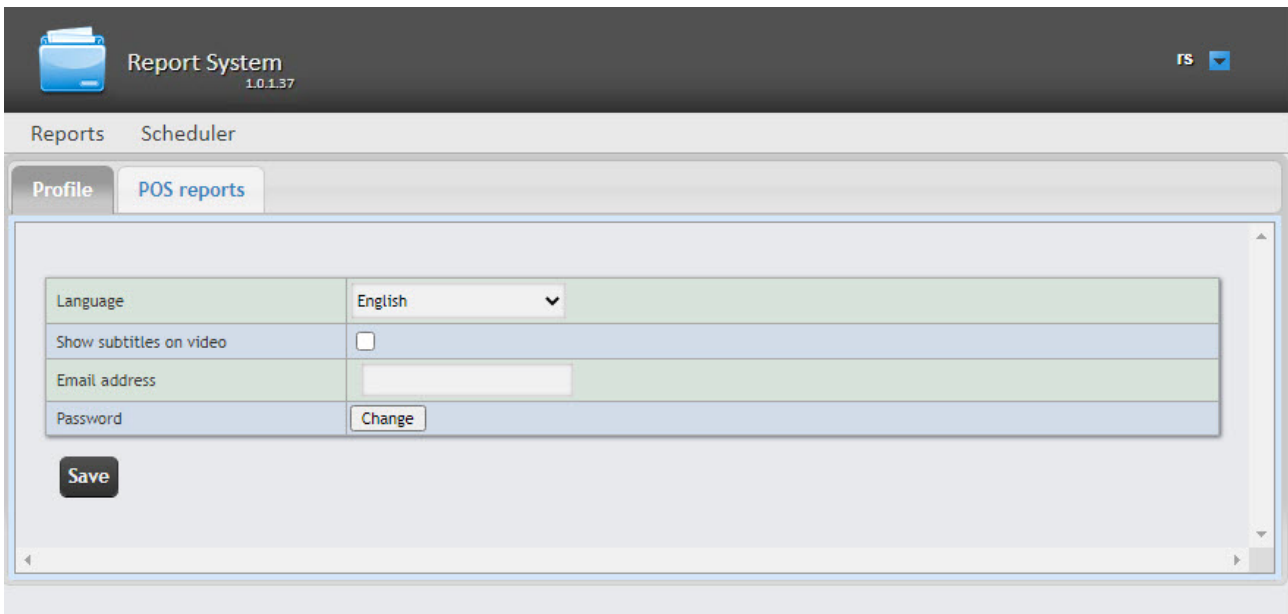 Report System
1.0.1.37
rs
Reports Scheduler
Profile POS reports
Language English
Show subtitles on video
Email address
Password Change
Save